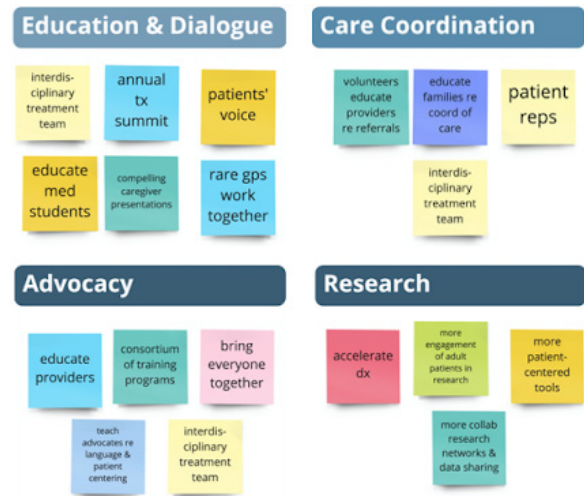 Education & Dialogue
interdis-
ciplinary
treatment
team
annual
tx
summit
patients'
voice
educate
med
students
compelling
caregiver
presentations
rare gps
work
together
Care Coordination
volunteers
educate
providers
re referrals
educate
families re
coord of
care
patient
reps
interdis-
ciplinary
treatment
team
Advocacy
educate
providers
consortium
of training
programs
bring
everyone
together
teach
advocates re
language &
patient
centering
interdis-
ciplinary
treatment
team
Research
accelerate
dx
more
engagement
of adult
patients in
research
more
patient-
centered
tools
more collab
research
networks &
data sharing